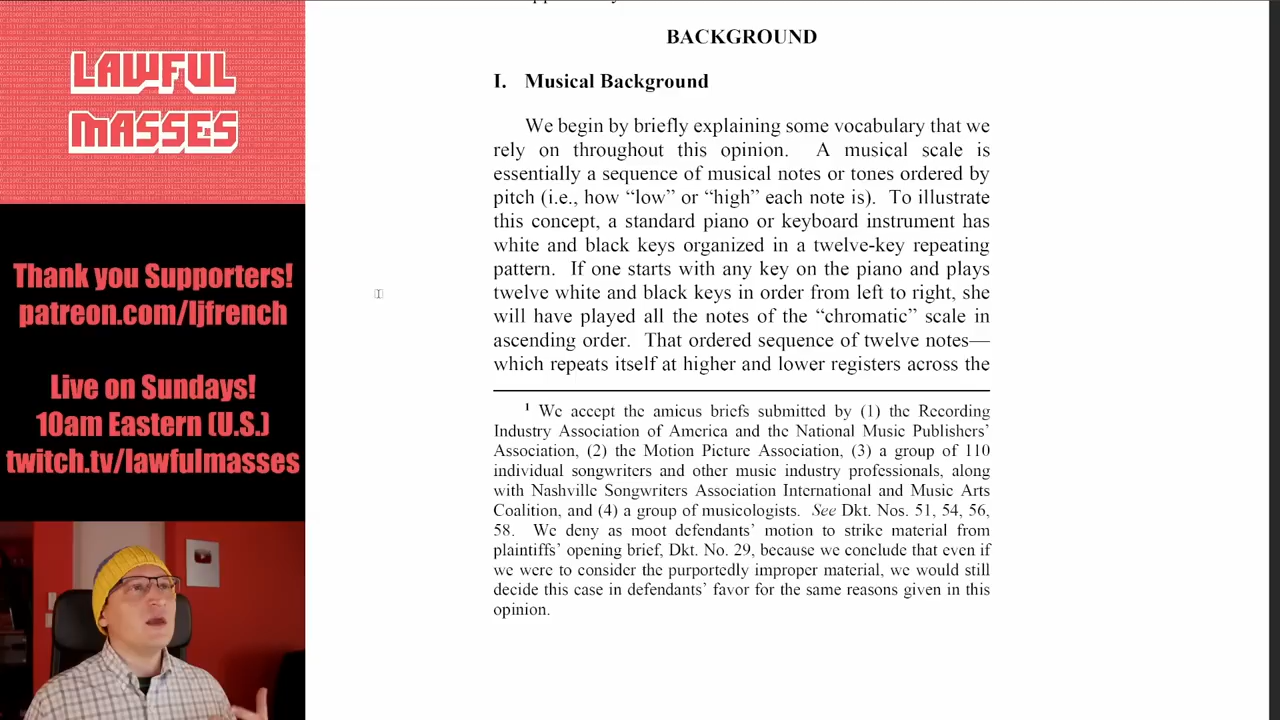 LAWFUL
MASSES
Thank you Supporters!
patreon.com/ljfrench
Live on Sundays!
10am Eastern (U.S.)
twitch.tv/lawfulmasses
BACKGROUND
I. Musical Background
We begin by briefly explaining some vocabulary that we
rely on throughout this opinion. A musical scale is
essentially a sequence of musical notes or tones ordered by
pitch (i.e., how “low” or “high” each note is). To illustrate
this concept, a standard piano or keyboard instrument has
white and black keys organized in a twelve-key repeating
pattern. If one starts with any key on the piano and plays
twelve white and black keys in order from left to right, she
will have played all the notes of the “chromatic” scale in
ascending order. That ordered sequence of twelve notes—
which repeats itself at higher and lower registers across the
1 We accept the amicus briefs submitted by (1) the Recording
Industry Association of America and the National Music Publishers’
Association, (2) the Motion Picture Association, (3) a group of 110
individual songwriters and other music industry professionals, along
with Nashville Songwriters Association International and Music Arts
Coalition, and (4) a group of musicologists. See Dkt. Nos. 51, 54, 56,
58. We deny as moot defendants’ motion to strike material from
plaintiffs’ opening brief, Dkt. No. 29, because we conclude that even if
we were to consider the purportedly improper material, we would still
decide this case in defendants’ favor for the same reasons given in this
opinion.